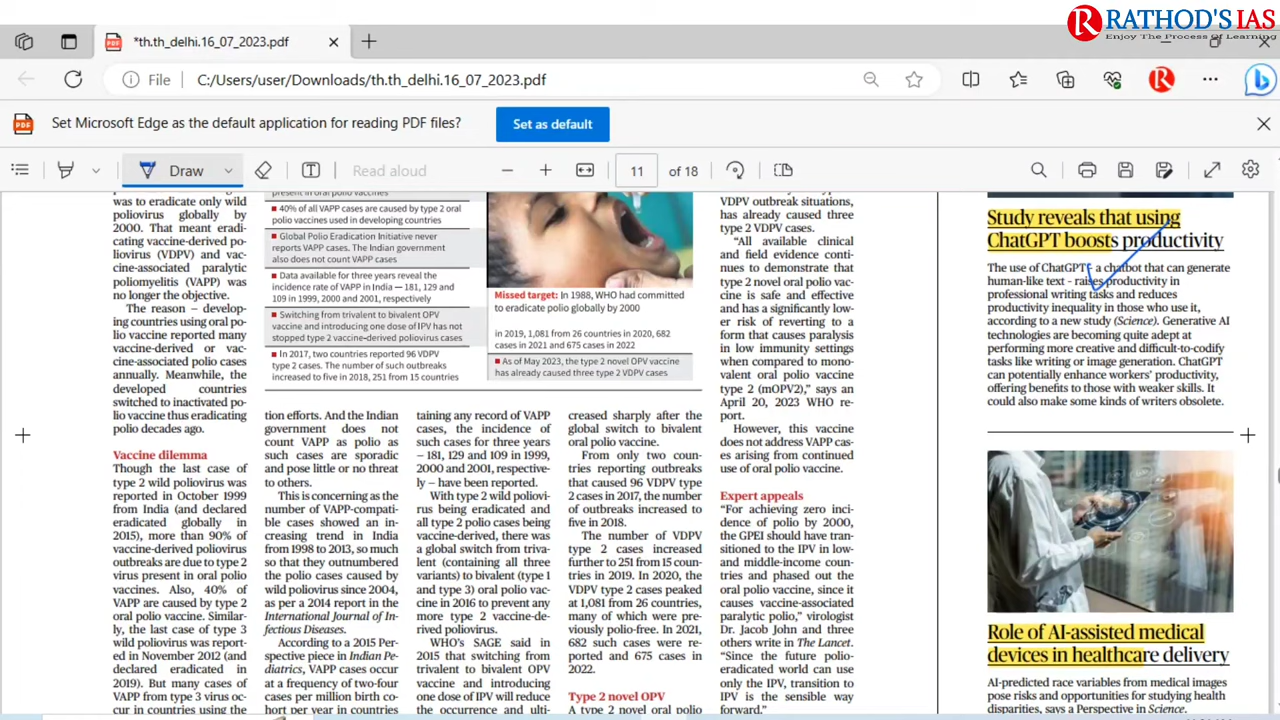 RATHOD'S IAS
Enjoy The Process Of Learning
*th.th_delhi.16_07_2023.pdf
File
C:/Users/user/Downloads/th.th_delhi.16_07_2023.pdf
Set Microsoft Edge as the default application for reading PDF files?
Set as default
Draw
Read aloud
11
of 18
was to eradicate only wild
poliovirus globally by
2000. That meant eradi-
cating vaccine-derived po-
liovirus (VDPV) and vac-
cine-associated paralytic
poliomyelitis (VAPP) was
no longer the objective.
The reason – develop-
ing countries using oral po-
lio vaccine reported many
vaccine-derived or vac-
cine-associated polio cases
annually. Meanwhile, the
developed countries
switched to inactivated po-
lio vaccine thus eradicating
polio decades ago.
Vaccine dilemma
Though the last case of
type 2 wild poliovirus was
reported in October 1999
from India (and declared
eradicated globally in
2015), more than 90% of
vaccine-derived poliovirus
outbreaks are due to type 2
virus present in oral polio
vaccines. Also, 40% of
VAPP are caused by type 2
oral polio vaccine. Similar-
ly, the last case of type 3
wild poliovirus was report-
ed in November 2012 (and
declared eradicated in
2019). But many cases of
VAPP from type 3 virus oc-
cur in countries using the
present in oral polio vaccines
40% of all VAPP cases are caused by type 2 oral
polio vaccines used in developing countries
Global Polio Eradication Initiative never
reports VAPP cases. The Indian government
also does not count VAPP cases
Data available for three years reveal the
incidence rate of VAPP in India — 181, 129 and
109 in 1999, 2000 and 2001, respectively
Switching from trivalent to bivalent OPV
vaccine and introducing one dose of IPV has not
stopped type 2 vaccine-derived poliovirus cases
In 2017, two countries reported 96 VDPV
type 2 cases. The number of such outbreaks
increased to five in 2018, 251 from 15 countries
Missed target: In 1988, WHO had committed
to eradicate polio globally by 2000
in 2019, 1,081 from 26 countries in 2020, 682
cases in 2021 and 675 cases in 2022
As of May 2023, the type 2 novel OPV vaccine
has already caused three type 2 VDPV cases
tion efforts. And the Indian
government does not
count VAPP as polio as
such cases are sporadic
and pose little or no threat
to others.
This is concerning as the
number of VAPP-compati-
ble cases showed an in-
creasing trend in India
from 1998 to 2013, so much
so that they outnumbered
the polio cases caused by
wild poliovirus since 2004,
as per a 2014 report in the
International Journal of In-
fectious Diseases.
According to a 2015 Per-
spective piece in Indian Pe-
diatrics, VAPP cases occur
at a frequency of two-four
cases per million birth co-
hort per year in countries
taining any record of VAPP
cases, the incidence of
such cases for three years
– 181, 129 and 109 in 1999,
2000 and 2001, respective-
ly – have been reported.
With type 2 wild poliovi-
rus being eradicated and
all type 2 polio cases being
vaccine-derived, there was
a global switch from triva-
lent (containing all three
variants) to bivalent (type 1
and type 3) oral polio vac-
cine in 2016 to prevent any
more type 2 vaccine-de-
rived poliovirus.
WHO's SAGE said in
2015 that switching from
trivalent to bivalent OPV
vaccine and introducing
one dose of IPV will reduce
the occurrence and ulti-
creased sharply after the
global switch to bivalent
oral polio vaccine.
From only two coun-
tries reporting outbreaks
that caused 96 VDPV type
2 cases in 2017, the number
of outbreaks increased to
five in 2018.
The number of VDPV
type 2 cases increased
further to 251 from 15 coun-
tries in 2019. In 2020, the
VDPV type 2 cases peaked
at 1,081 from 26 countries,
many of which were pre-
viously polio-free. In 2021,
682 such cases were re-
ported and 675 cases in
2022.
Type 2 novel OPV
A type 2 novel oral polio
VDPV outbreak situations,
has already caused three
type 2 VDPV cases.
"All available clinical
and field evidence conti-
nues to demonstrate that
type 2 novel oral polio vac-
cine is safe and effective
and has a significantly low-
er risk of reverting to a
form that causes paralysis
in low immunity settings
when compared to mono-
valent oral polio vaccine
type 2 (mOPV2)," says an
April 20, 2023 WHO re-
port.
However, this vaccine
does not address VAPP cas-
es arising from continued
use of oral polio vaccine.
Expert appeals
"For achieving zero inci-
dence of polio by 2000,
the GPEI should have tran-
sitioned to the IPV in low-
and middle-income coun-
tries and phased out the
oral polio vaccine, since it
causes vaccine-associated
paralytic polio," virologist
Dr. Jacob John and three
others write in The Lancet.
"Since the future polio-
eradicated world can use
only the IPV, transition to
IPV is the sensible way
forward."
Study reveals that using
ChatGPT boosts productivity
The use of ChatGPT - a chatbot that can generate
human-like text - raises productivity in
professional writing tasks and reduces
productivity inequality in those who use it,
according to a new study (Science). Generative AI
technologies are becoming quite adept at
performing more creative and difficult-to-codify
tasks like writing or image generation. ChatGPT
can potentially enhance workers' productivity,
offering benefits to those with weaker skills. It
could also make some kinds of writers obsolete.
Role of AI-assisted medical
devices in healthcare delivery
AI-predicted race variables from medical images
pose risks and opportunities for studying health
disparities, says a Perspective in Science.